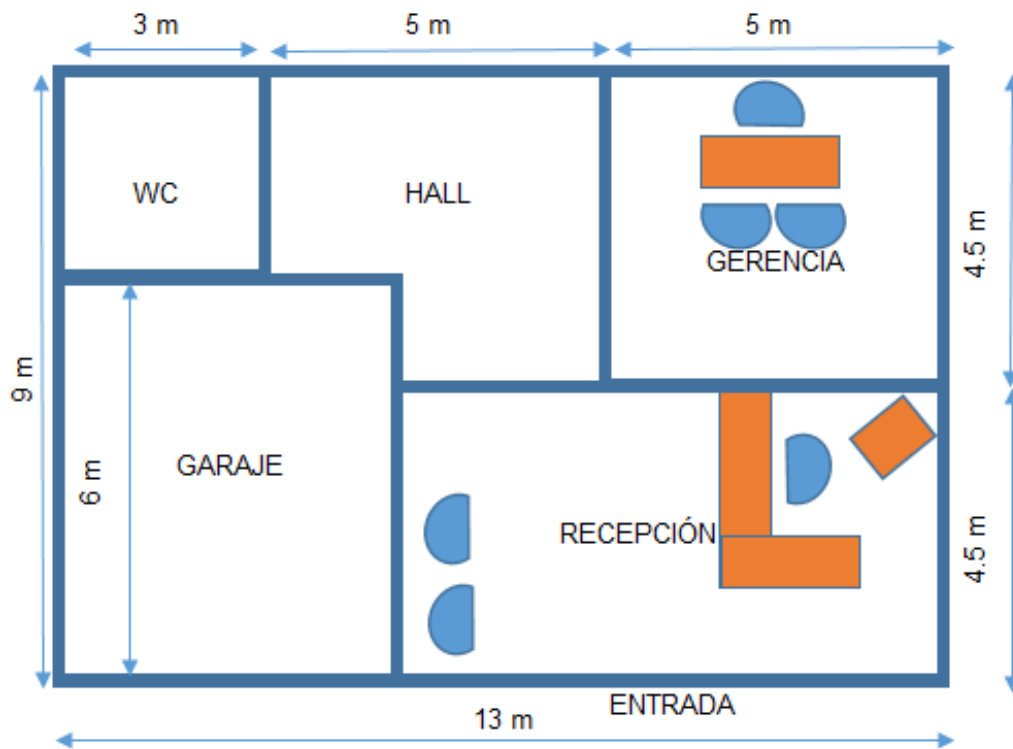 3 m
5 m
5 m
WC
HALL
GERENCIA
4.5 m
9 m
6 m
GARAJE
RECEPCIÓN
4.5 m
ENTRADA
13 m